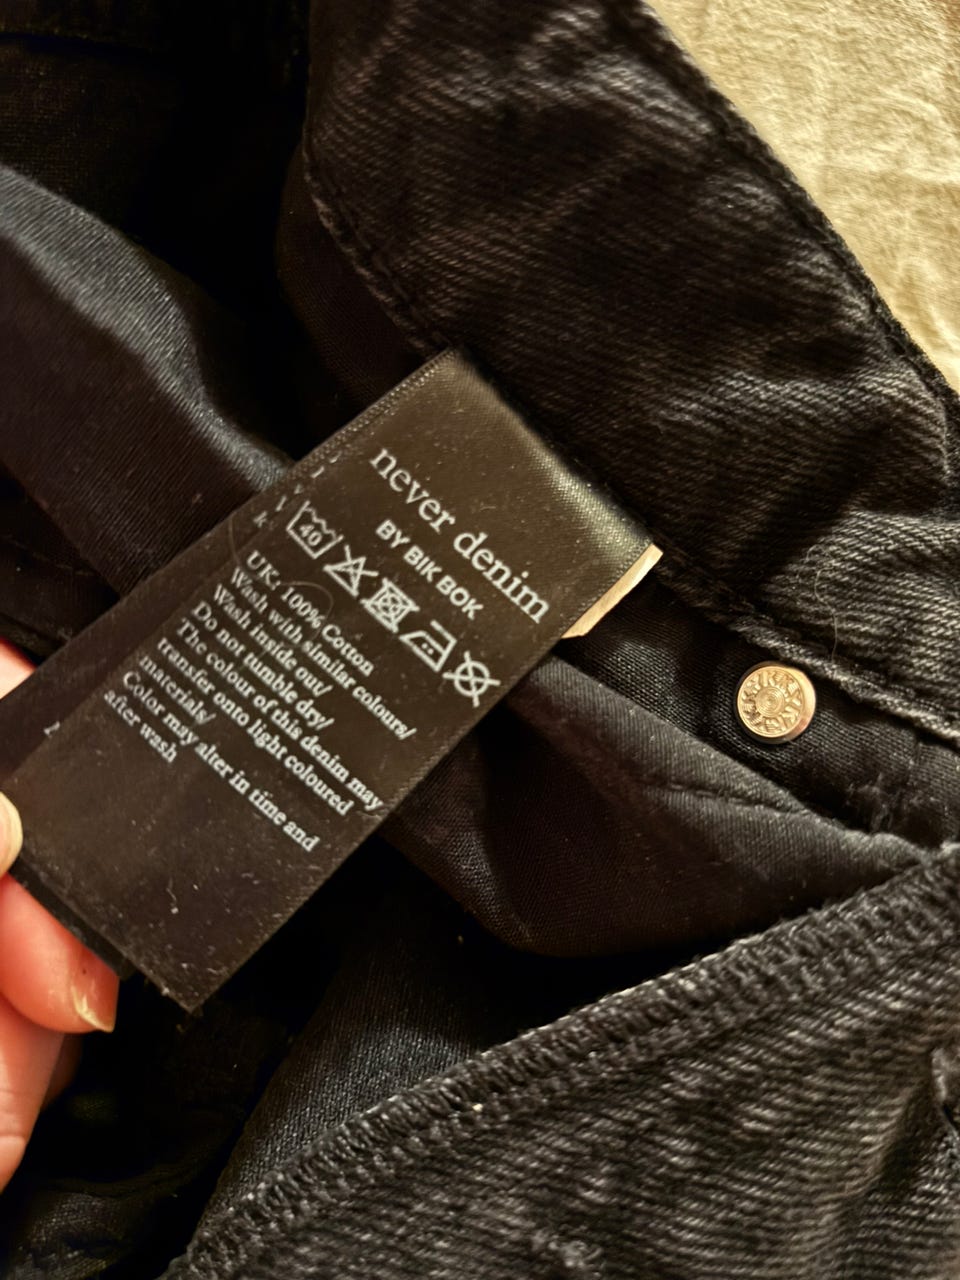 never denim
BY BIK BOK
40
UK: 100% Cotton
Wash with similar colours/
Wash inside out/
Do not tumble dry/
The colour of this denim may
transfer onto light coloured
materials/
Color may alter in time and
after wash